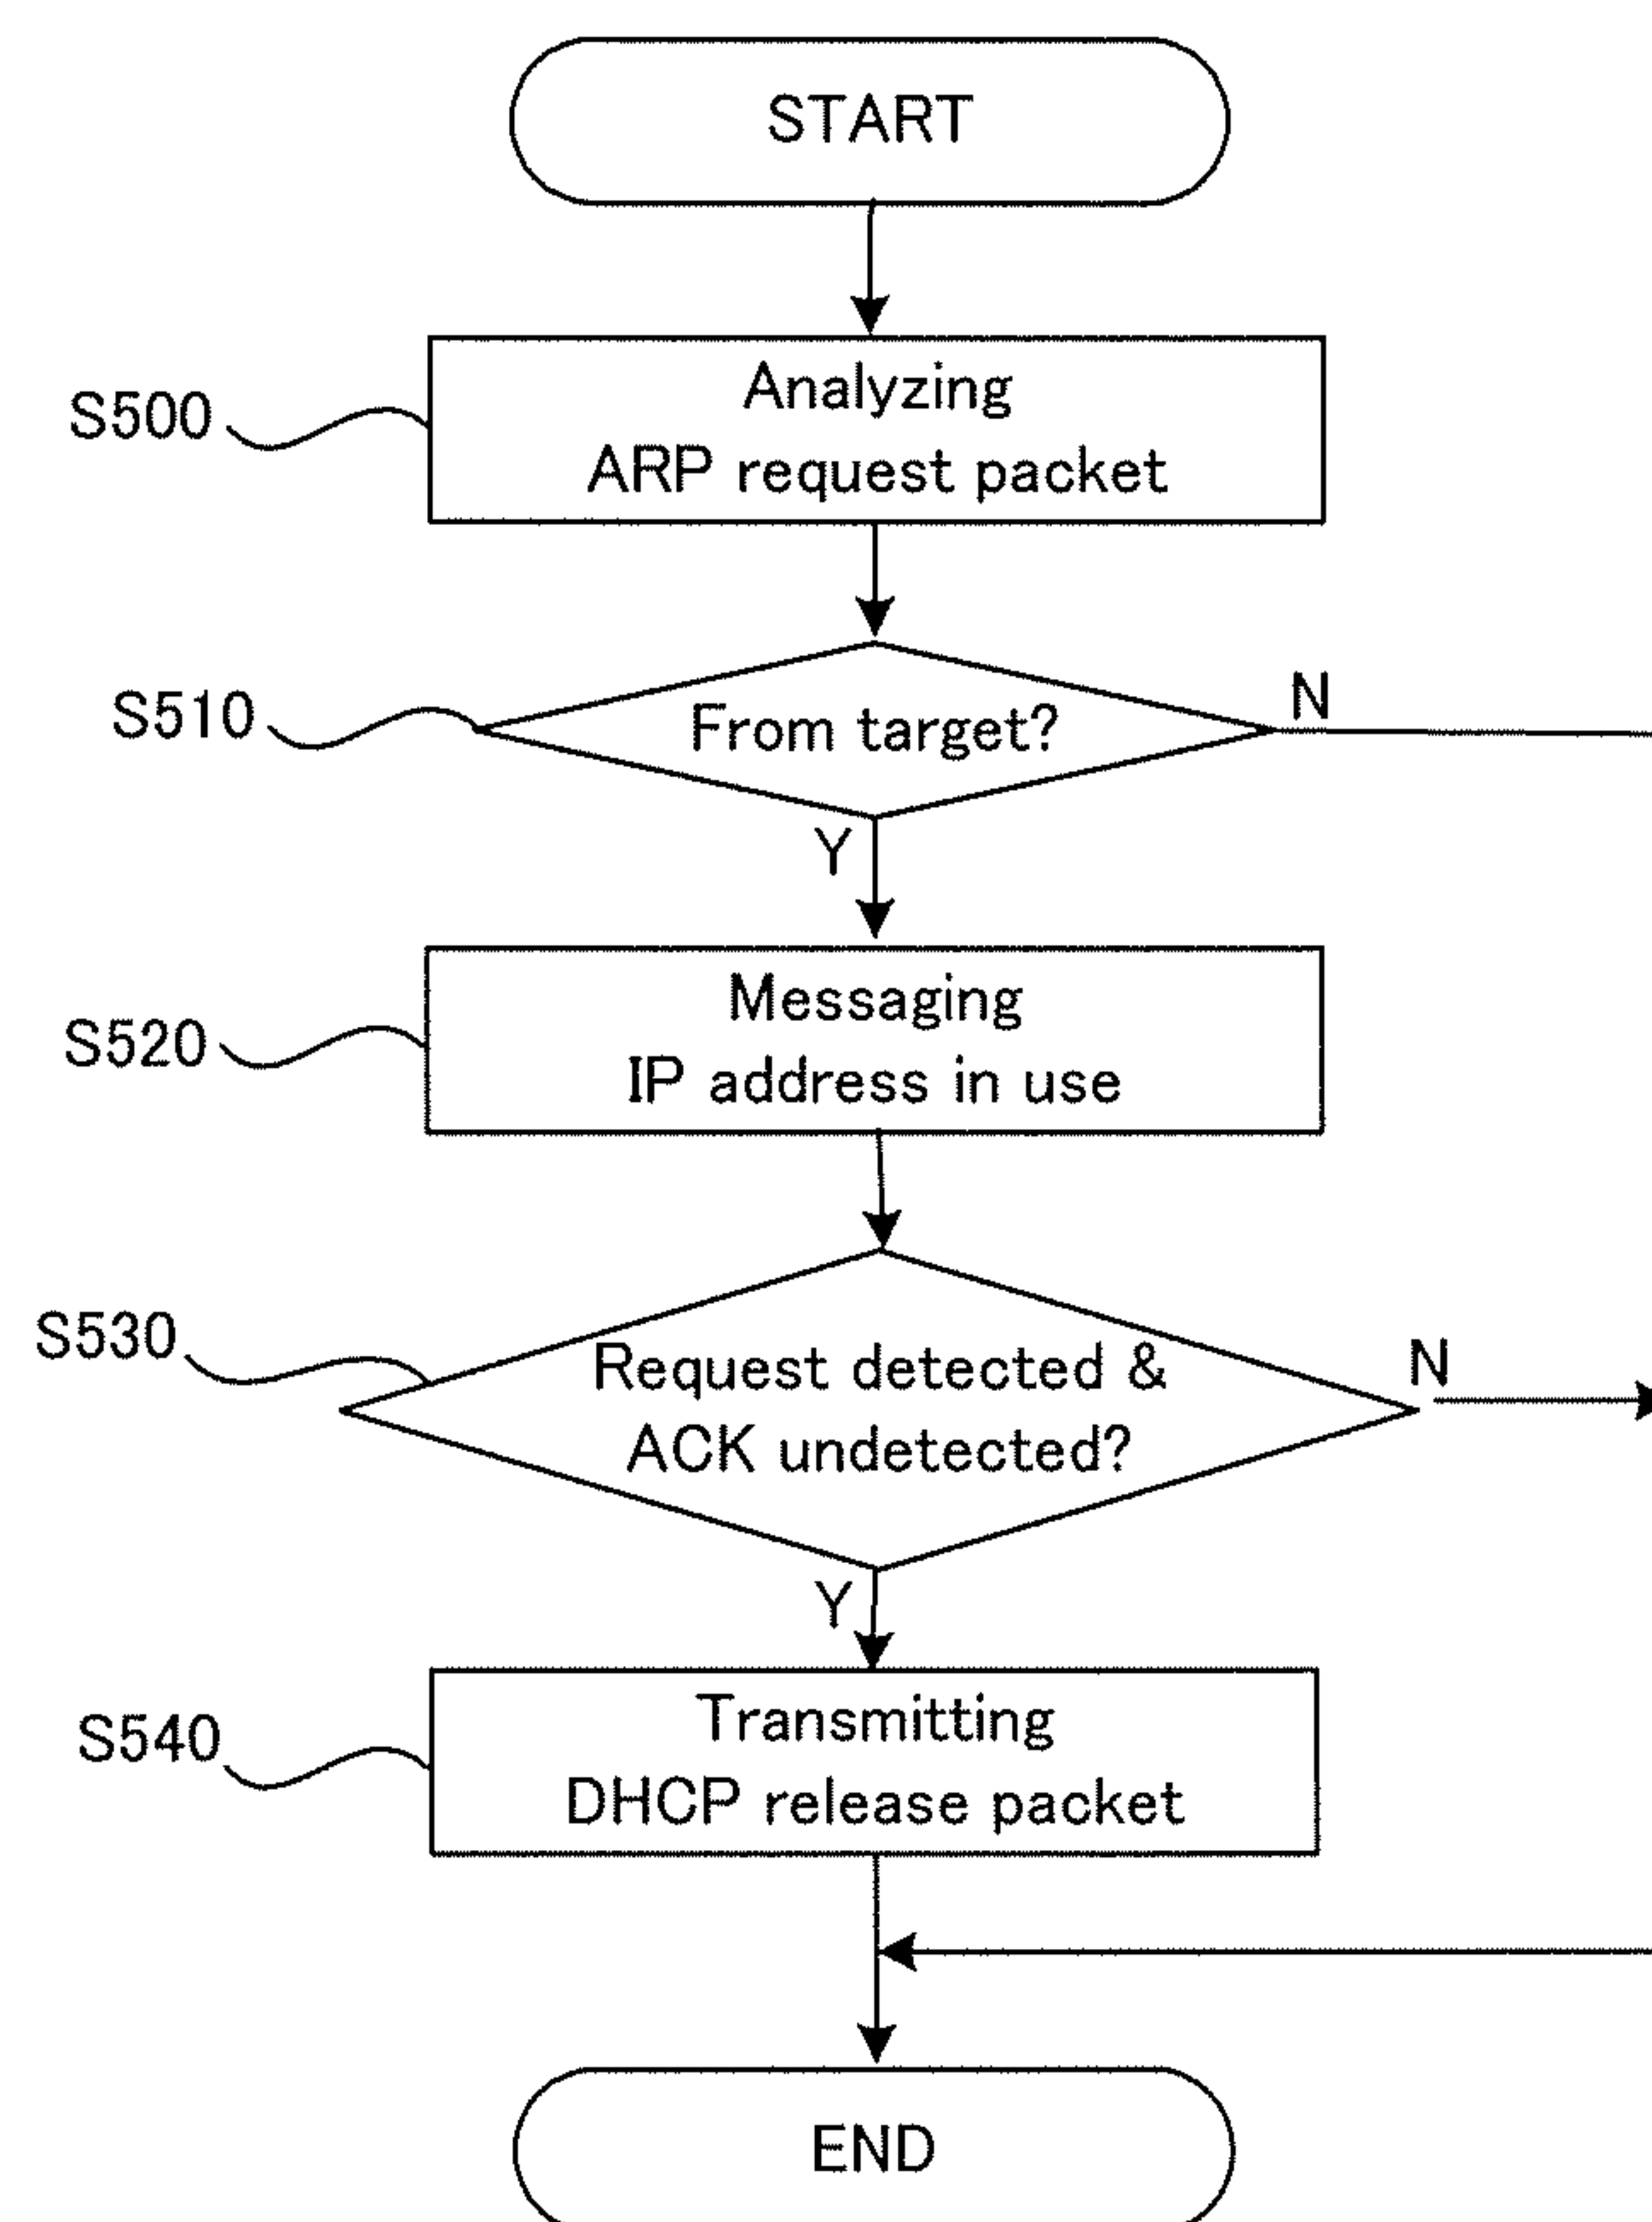 START
S500
Analyzing
ARP request packet
S510
From target?
N
Y
S520
Messaging
IP address in use
S530
Request detected &
ACK undetected?
N
Y
S540
Transmitting
DHCP release packet
END